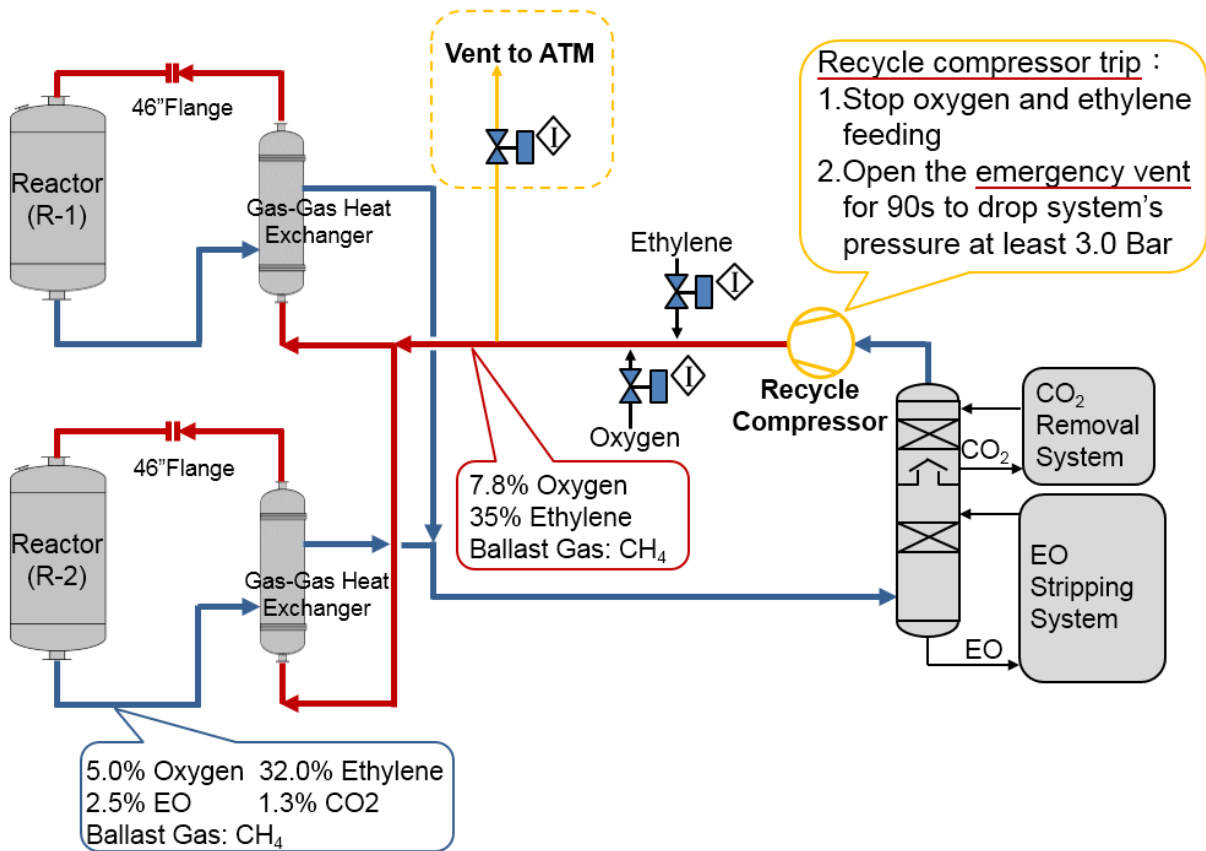 Vent to ATM
Recycle compressor trip：
1.Stop oxygen and ethylene
feeding
2.Open the emergency vent
for 90s to drop system's
pressure at least 3.0 Bar
46"Flange
Reactor
(R-1)
Gas-Gas Heat
Exchanger
Ethylene
I
I
I
Oxygen
Recycle
Compressor
CO2
Removal
System
CO2
46"Flange
7.8% Oxygen
35% Ethylene
Ballast Gas: CH4
Reactor
(R-2)
Gas-Gas Heat
Exchanger
EO
Stripping
System
EO
5.0% Oxygen 32.0% Ethylene
2.5% EO 1.3% CO2
Ballast Gas: CH4